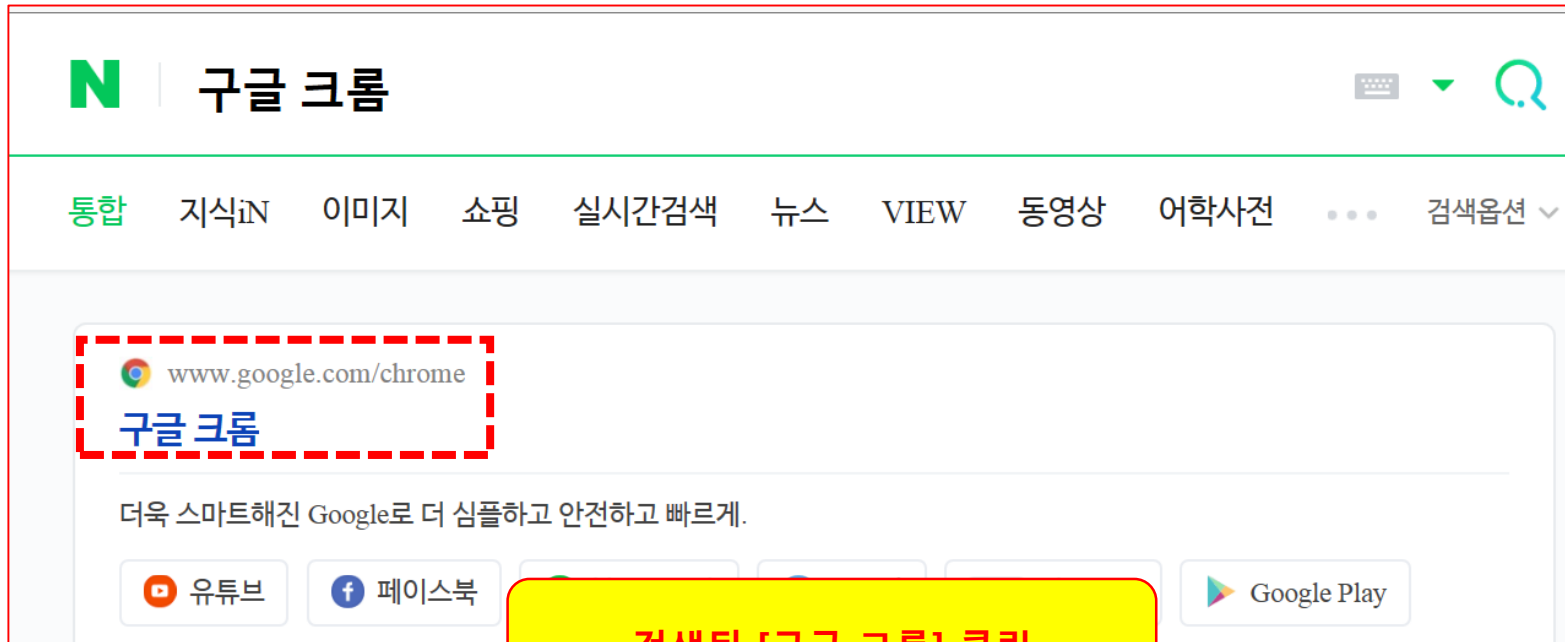 N 구글 크롬
통합 지식iN 이미지 쇼핑 실시간검색 뉴스 VIEW 동영상 어학사전 검색옵션
www.google.com/chrome
구글 크롬
더욱 스마트해진 Google로 더 심플하고 안전하고 빠르게.
유튜브 페이스북 Google Play
[구글 크롬]